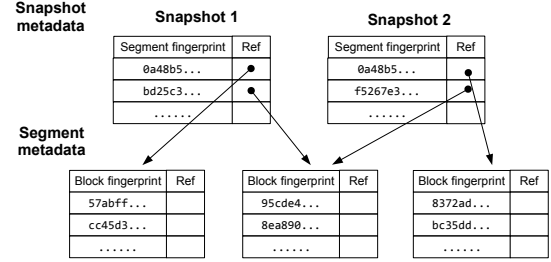 Snapshot metadata
Snapshot 1
Snapshot 2
Segment fingerprint Ref
0a48b5...
bd25c3...
......
Segment fingerprint Ref
0a48b5...
f5267e3...
......
Segment metadata
Block fingerprint Ref
57abff...
cc45d3...
......
Block fingerprint Ref
95cde4...
8ea890...
......
Block fingerprint Ref
8372ad...
bc35dd...
......